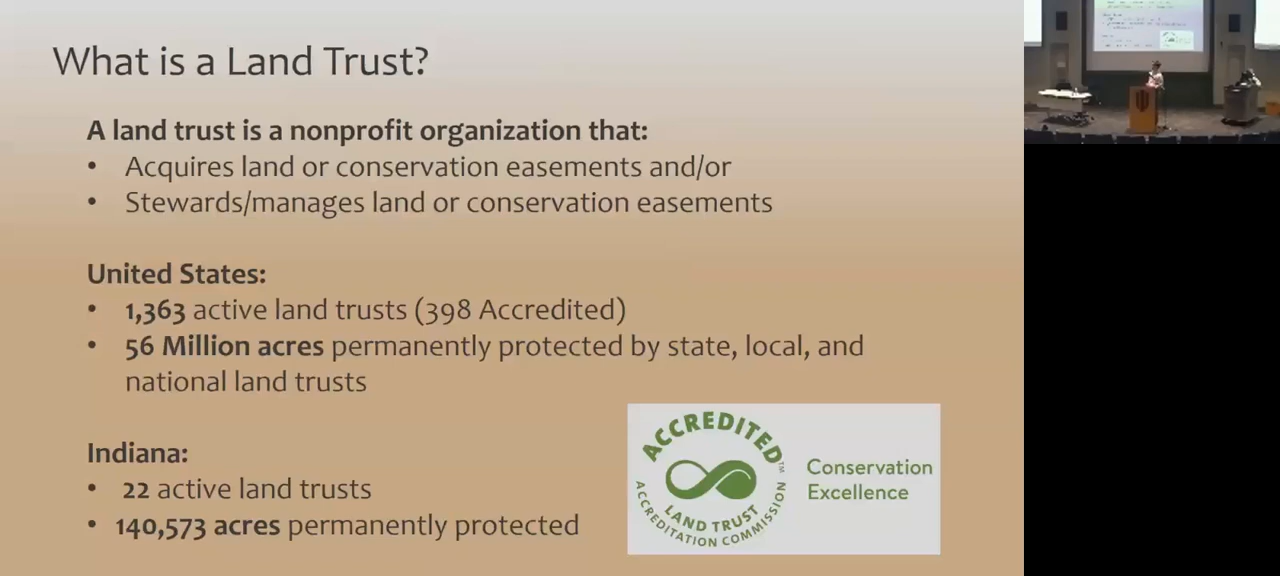 What is a Land Trust?
A land trust is a nonprofit organization that:
• Acquires land or conservation easements and/or
• Stewards/manages land or conservation easements
United States:
• 1,363 active land trusts (398 Accredited)
• 56 Million acres permanently protected by state, local, and
national land trusts
Indiana:
• 22 active land trusts
• 140,573 acres permanently protected
ACCREDITED™
LAND TRUST
ACCREDITATION COMMISSION
Conservation
Excellence